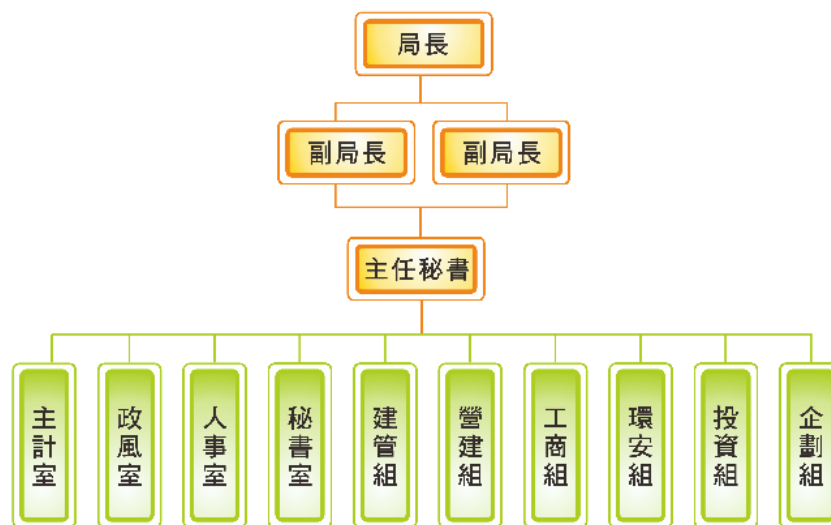 局長
副局長
副局長
主任秘書
主計室
政風室
人事室
秘書室
建管組
營建組
工商組
環安組
投資組
企劃組